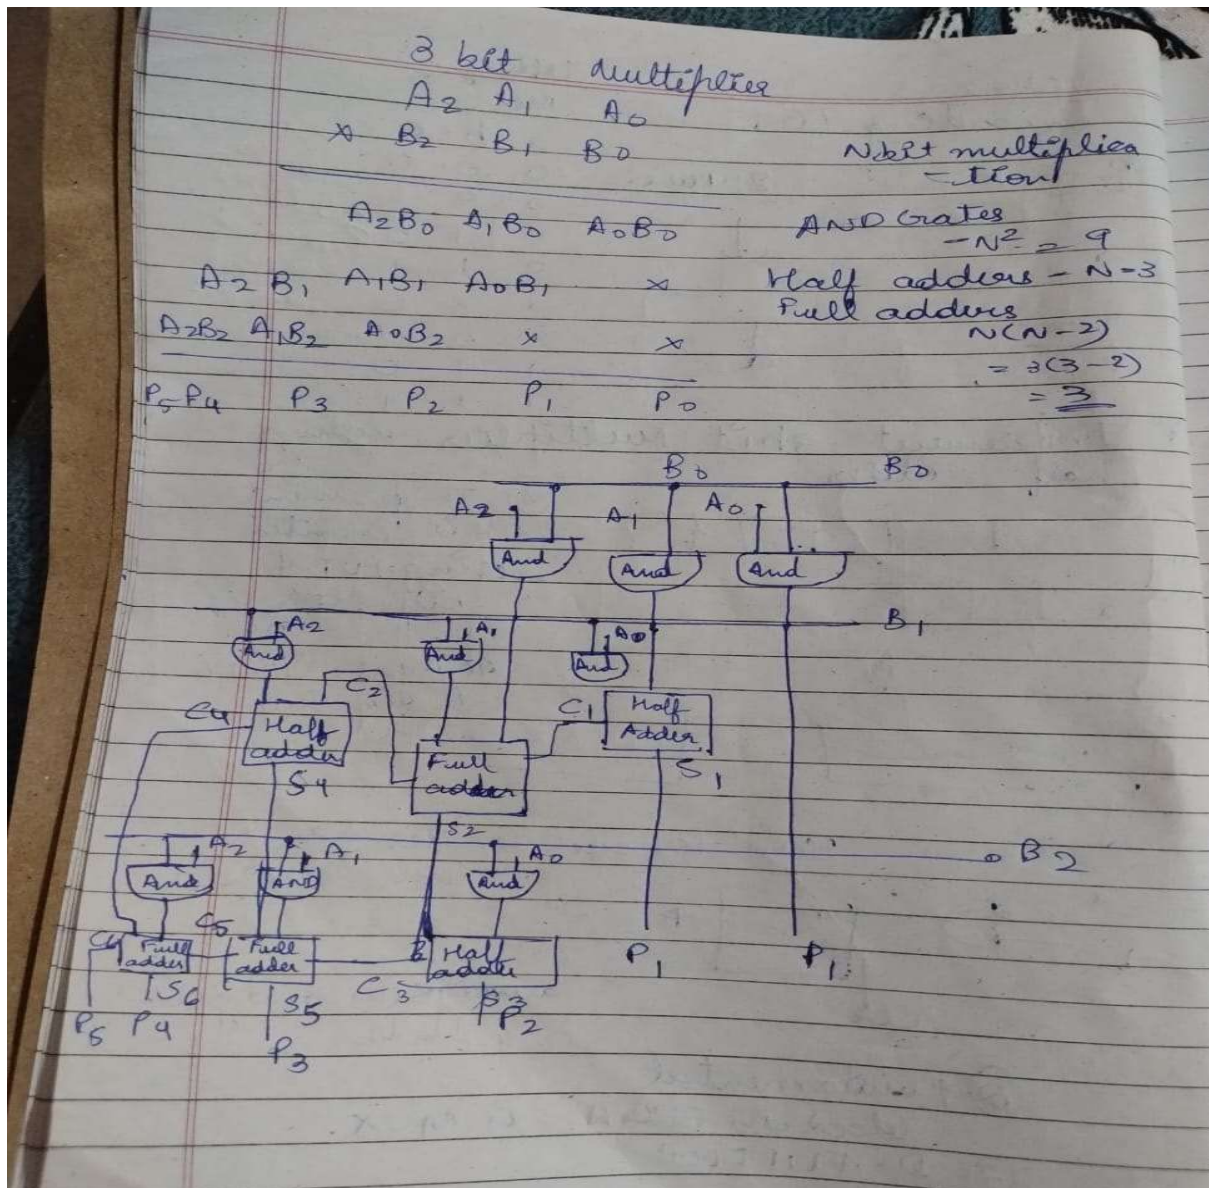 3 bit multiplier
A2 A1 A0
× B2 B1 B0
N bit multiplica
-tion
A2B0 A1B0 A0B0
AND Gates
- N² = 9
A2B1 A1B1 A0B1 ×
Half adders - N-3
Full adders
A2B2 A1B2 A0B2 × ×
N(N-2)
= 3(3-2)
= 3
P5 P4 P3 P2 P1 P0
B0 B0
A2 A1 A0
And And And
B1
A2 A1 A0
And And And
C4 C2 C1
Half adder
Full adder
Half Adder
S4 S2 S1
B2
A2 A1 A0
And AND And
C5
Full adder
Full adder
Half adder
C3
S6 S5 S3
P1 P1
P5 P4 P3 P2